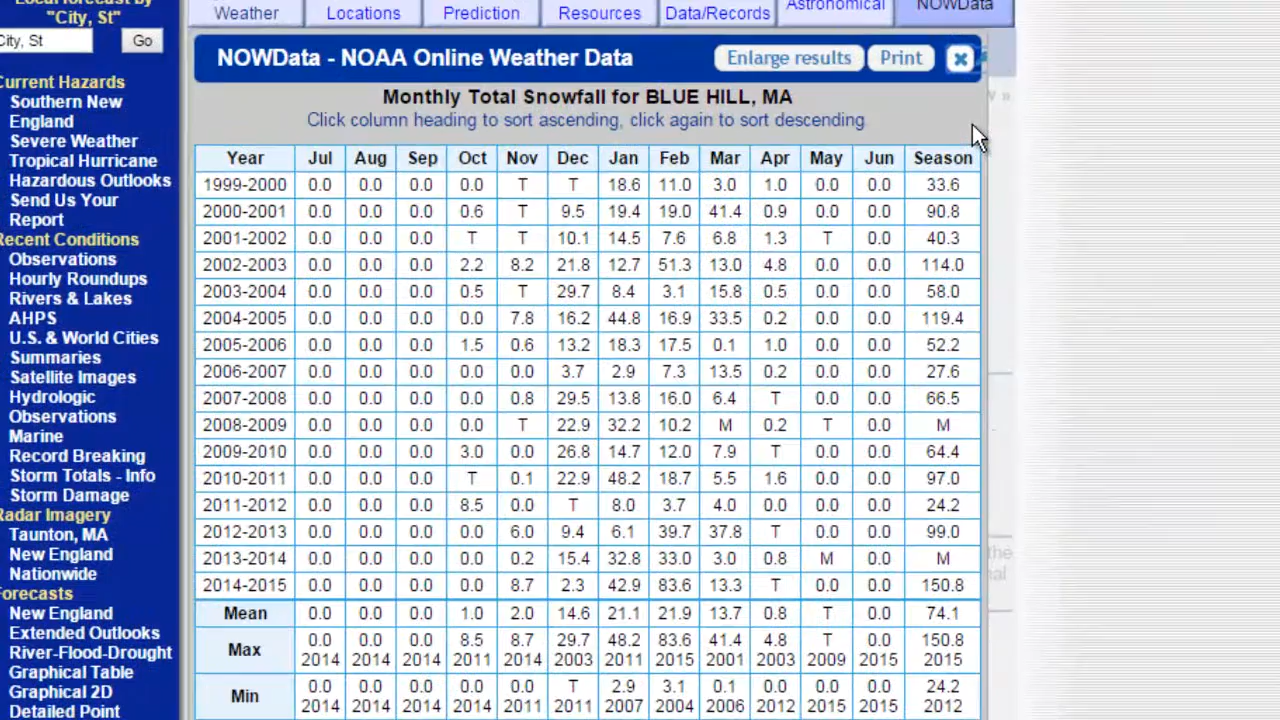 Local forecast by
"City, St"
City, St Go
Current Hazards
Southern New
England
Severe Weather
Tropical Hurricane
Hazardous Outlooks
Send Us Your
Report
Recent Conditions
Observations
Hourly Roundups
Rivers & Lakes
AHPS
U.S. & World Cities
Summaries
Satellite Images
Hydrologic
Observations
Marine
Record Breaking
Storm Totals - Info
Storm Damage
Radar Imagery
Taunton, MA
New England
Nationwide
Forecasts
New England
Extended Outlooks
River-Flood-Drought
Graphical Table
Graphical 2D
Detailed Point
Weather Locations Prediction Resources Data/Records Astronomical NOWData
NOWData - NOAA Online Weather Data Enlarge results Print
Monthly Total Snowfall for BLUE HILL, MA
Click column heading to sort ascending, click again to sort descending
Year Jul Aug Sep Oct Nov Dec Jan Feb Mar Apr May Jun Season
1999-2000 0.0 0.0 0.0 0.0 T T 18.6 11.0 3.0 1.0 0.0 0.0 33.6
2000-2001 0.0 0.0 0.0 0.6 T 9.5 19.4 19.0 41.4 0.9 0.0 0.0 90.8
2001-2002 0.0 0.0 0.0 T T 10.1 14.5 7.6 6.8 1.3 T 0.0 40.3
2002-2003 0.0 0.0 0.0 2.2 8.2 21.8 12.7 51.3 13.0 4.8 0.0 0.0 114.0
2003-2004 0.0 0.0 0.0 0.5 T 29.7 8.4 3.1 15.8 0.5 0.0 0.0 58.0
2004-2005 0.0 0.0 0.0 0.0 7.8 16.2 44.8 16.9 33.5 0.2 0.0 0.0 119.4
2005-2006 0.0 0.0 0.0 1.5 0.6 13.2 18.3 17.5 0.1 1.0 0.0 0.0 52.2
2006-2007 0.0 0.0 0.0 0.0 0.0 3.7 2.9 7.3 13.5 0.2 0.0 0.0 27.6
2007-2008 0.0 0.0 0.0 0.0 0.8 29.5 13.8 16.0 6.4 T 0.0 0.0 66.5
2008-2009 0.0 0.0 0.0 0.0 T 22.9 32.2 10.2 M 0.2 T 0.0 M
2009-2010 0.0 0.0 0.0 3.0 0.0 26.8 14.7 12.0 7.9 T 0.0 0.0 64.4
2010-2011 0.0 0.0 0.0 T 0.1 22.9 48.2 18.7 5.5 1.6 0.0 0.0 97.0
2011-2012 0.0 0.0 0.0 8.5 0.0 T 8.0 3.7 4.0 0.0 0.0 0.0 24.2
2012-2013 0.0 0.0 0.0 0.0 6.0 9.4 6.1 39.7 37.8 T 0.0 0.0 99.0
2013-2014 0.0 0.0 0.0 0.0 0.2 15.4 32.8 33.0 3.0 0.8 M 0.0 M
2014-2015 0.0 0.0 0.0 0.0 8.7 2.3 42.9 83.6 13.3 T 0.0 0.0 150.8
Mean 0.0 0.0 0.0 1.0 2.0 14.6 21.1 21.9 13.7 0.8 T 0.0 74.1
Max 0.0 0.0 0.0 8.5 8.7 29.7 48.2 83.6 41.4 4.8 T 0.0 150.8
2014 2014 2014 2011 2014 2003 2011 2015 2001 2003 2009 2015 2015
Min 0.0 0.0 0.0 0.0 0.0 T 2.9 3.1 0.1 0.0 0.0 0.0 24.2
2014 2014 2014 2014 2011 2011 2007 2004 2006 2012 2015 2015 2012